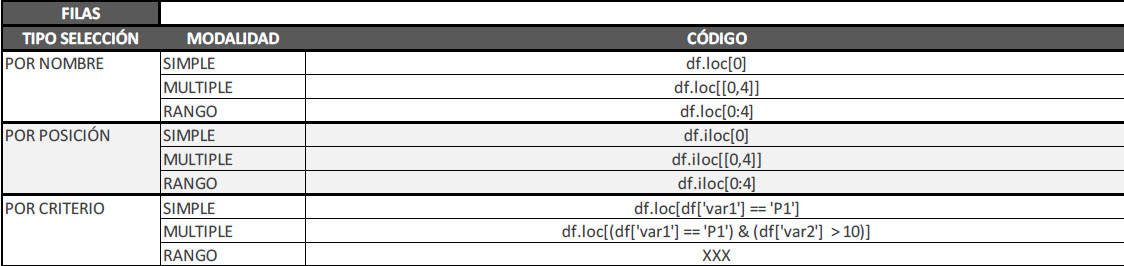 FILAS
TIPO SELECCIÓN MODALIDAD CÓDIGO
POR NOMBRE SIMPLE df.loc[0]
MULTIPLE df.loc[[0,4]]
RANGO df.loc[0:4]
POR POSICIÓN SIMPLE df.iloc[0]
MULTIPLE df.iloc[[0,4]]
RANGO df.iloc[0:4]
POR CRITERIO SIMPLE df.loc[df['var1'] == 'P1']
MULTIPLE df.loc[(df['var1'] == 'P1') & (df['var2'] > 10)]
RANGO XXX